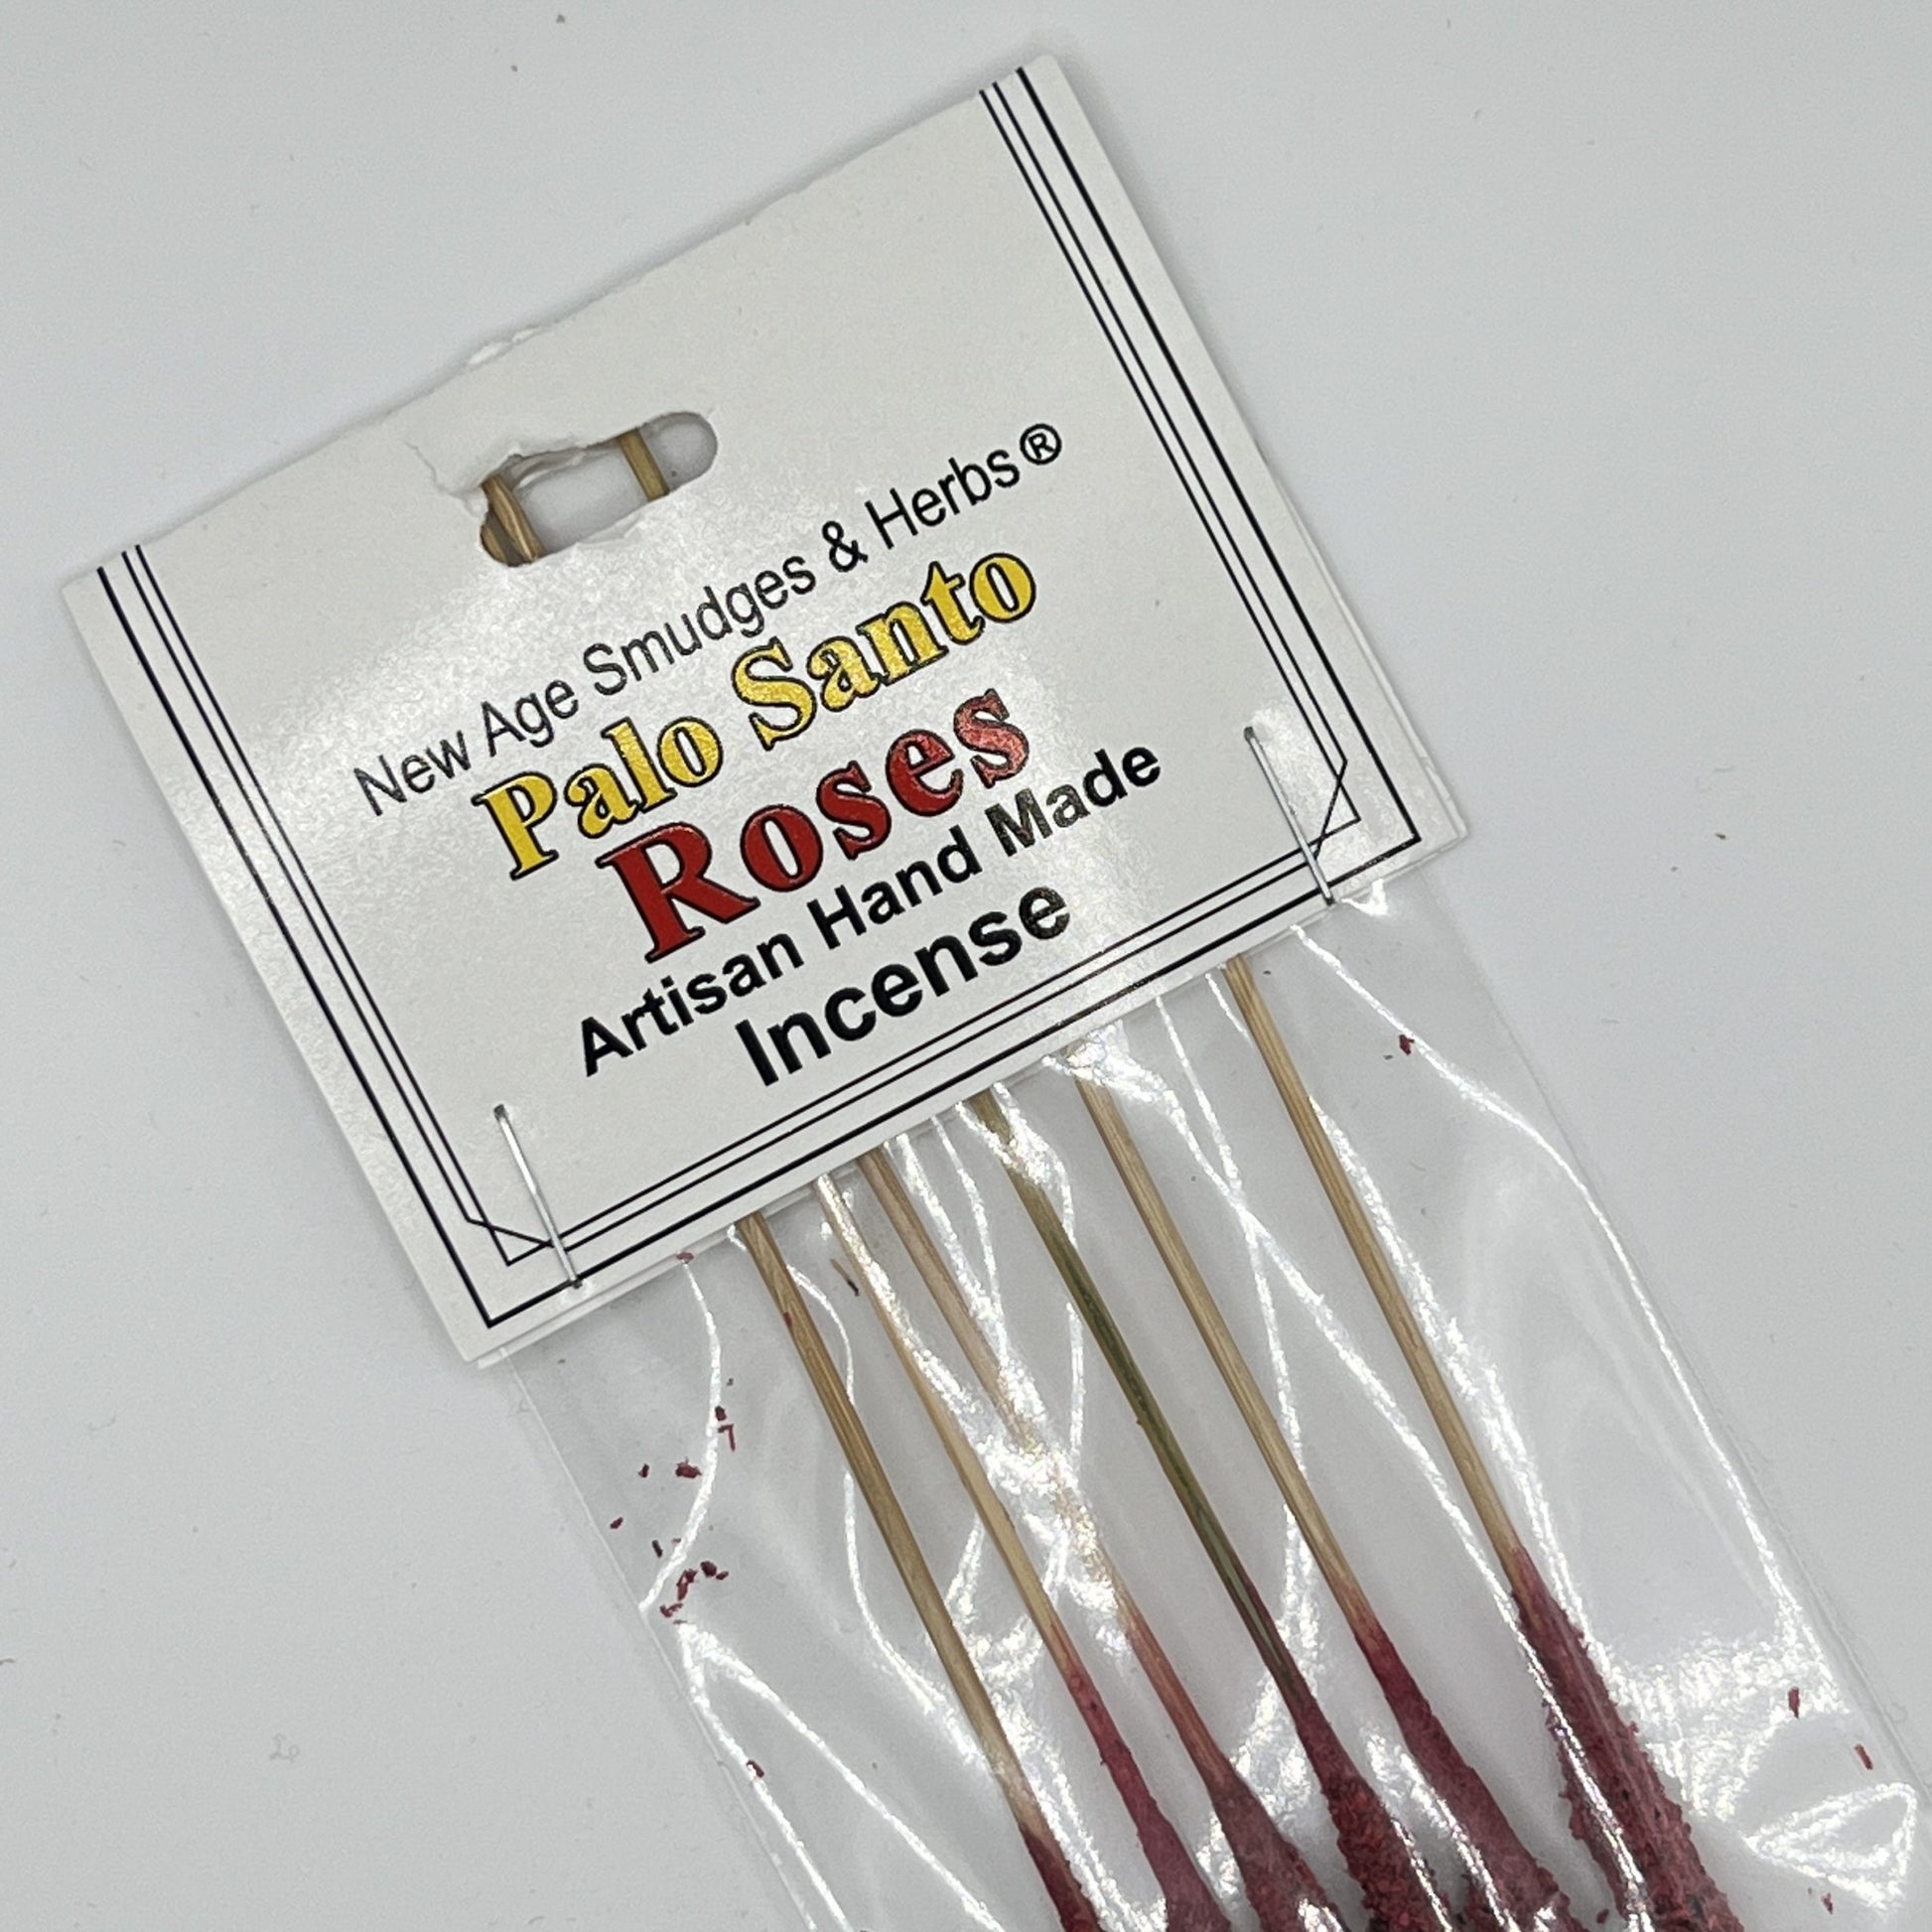 New Age Smudges & Herbs®
Palo Santo
Roses
Artisan Hand Made
Incense